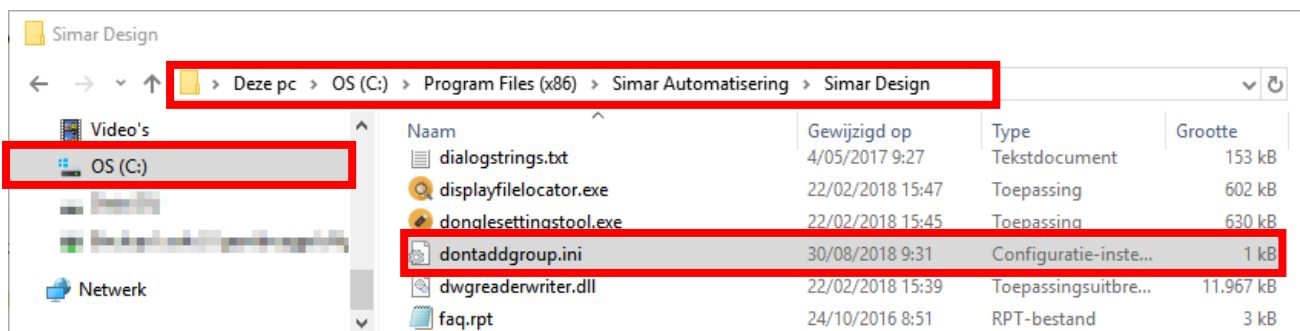 Simar Design
Deze pc > OS (C:) > Program Files (x86) > Simar Automatisering > Simar Design
Video's
OS (C:)
Netwerk
Naam Gewijzigd op Type Grootte
dialogstrings.txt 4/05/2017 9:27 Tekstdocument 153 kB
displayfilelocator.exe 22/02/2018 15:47 Toepassing 602 kB
donglesettingstool.exe 22/02/2018 15:45 Toepassing 630 kB
dontaddgroup.ini 30/08/2018 9:31 Configuratie-inste... 1 kB
dwgreaderwriter.dll 22/02/2018 15:39 Toepassingsuitbre... 11.967 kB
faq.rpt 24/10/2016 8:51 RPT-bestand 3 kB